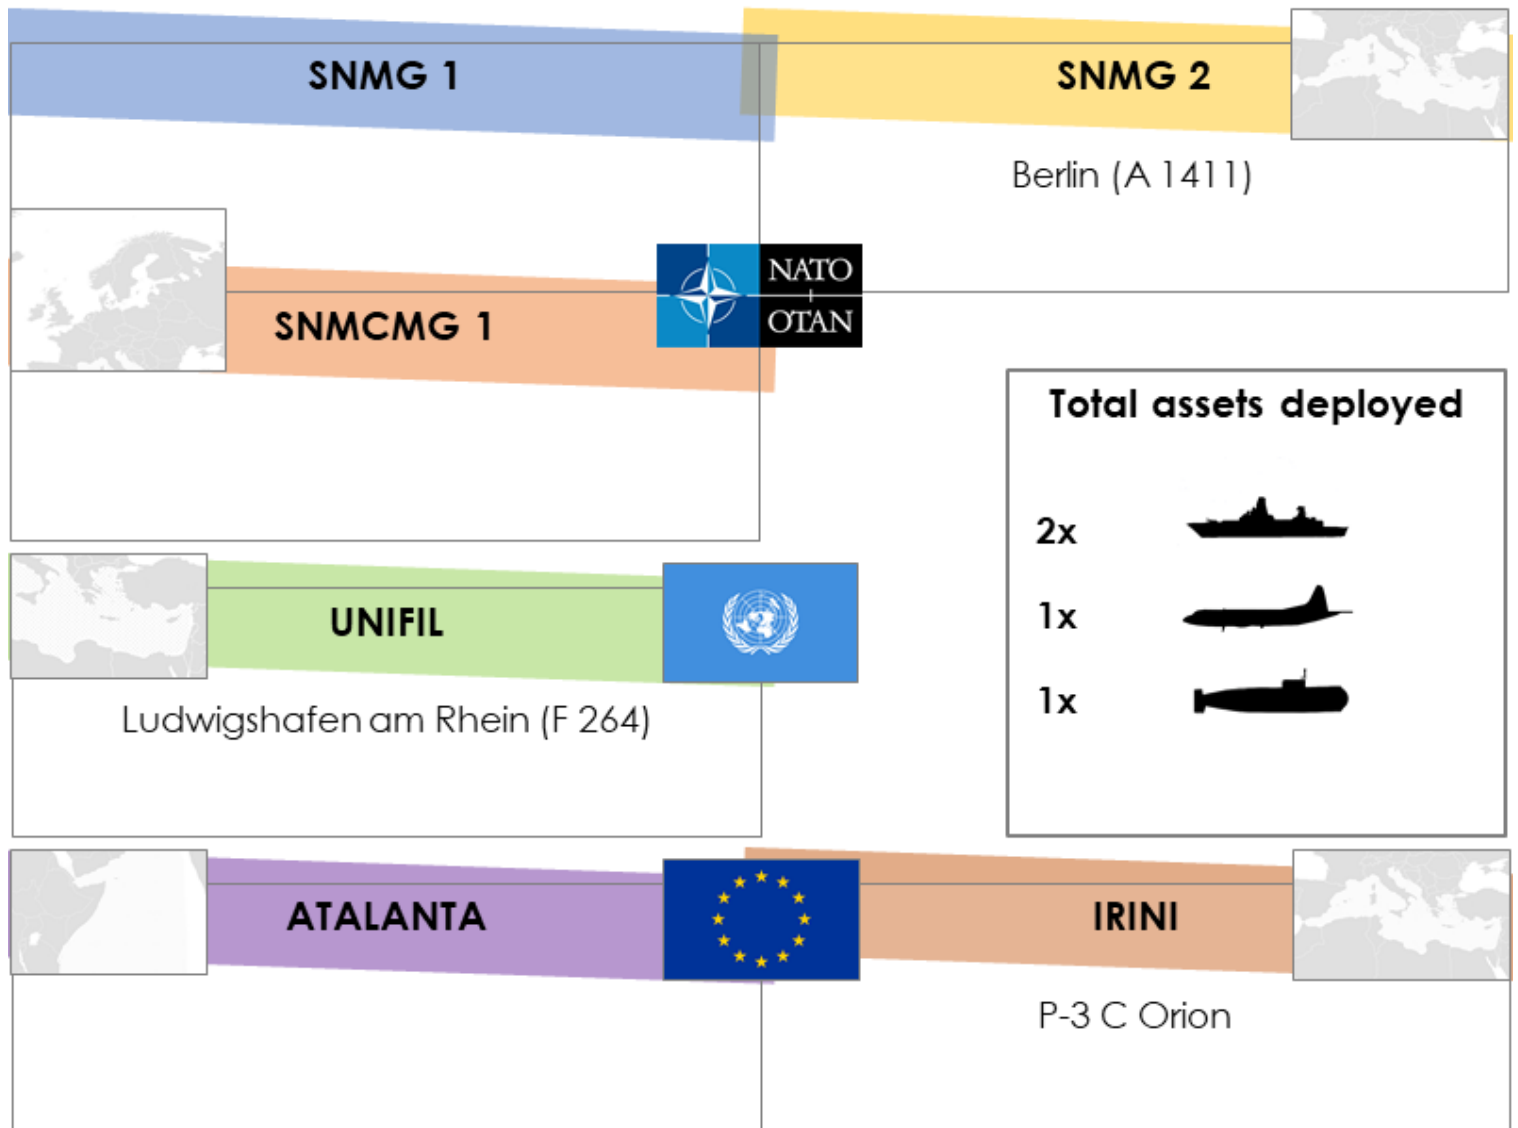 SNMG 1
SNMG 2
Berlin (A 1411)
NATO
OTAN
SNMCMG 1
Total assets deployed
2x
1x
1x
UNIFIL
Ludwigshafen am Rhein (F 264)
ATALANTA
IRINI
P-3 C Orion